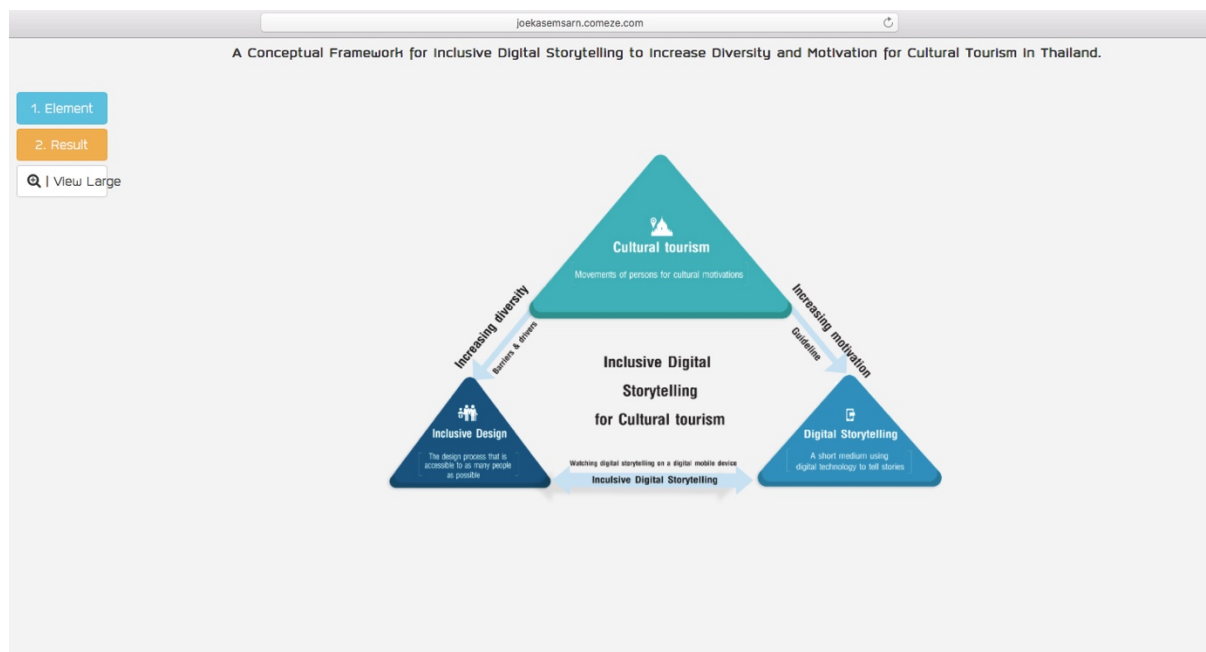 joekasemsarn.comeze.com
A Conceptual Framework for Inclusive Digital Storytelling to Increase Diversity and Motivation for Cultural Tourism in Thailand.
1. Element
2. Result
| View Large
Cultural tourism
Movements of persons for cultural motivations
Increasing diversity
Barriers & drivers
Increasing motivation
Guideline
Inclusive Digital
Storytelling
for Cultural tourism
Inclusive Design
The design process that is
accessible to as many people
as possible
Watching digital storytelling on a digital mobile device
Inculsive Digital Storytelling
Digital Storytelling
A short medium using
digital technology to tell stories